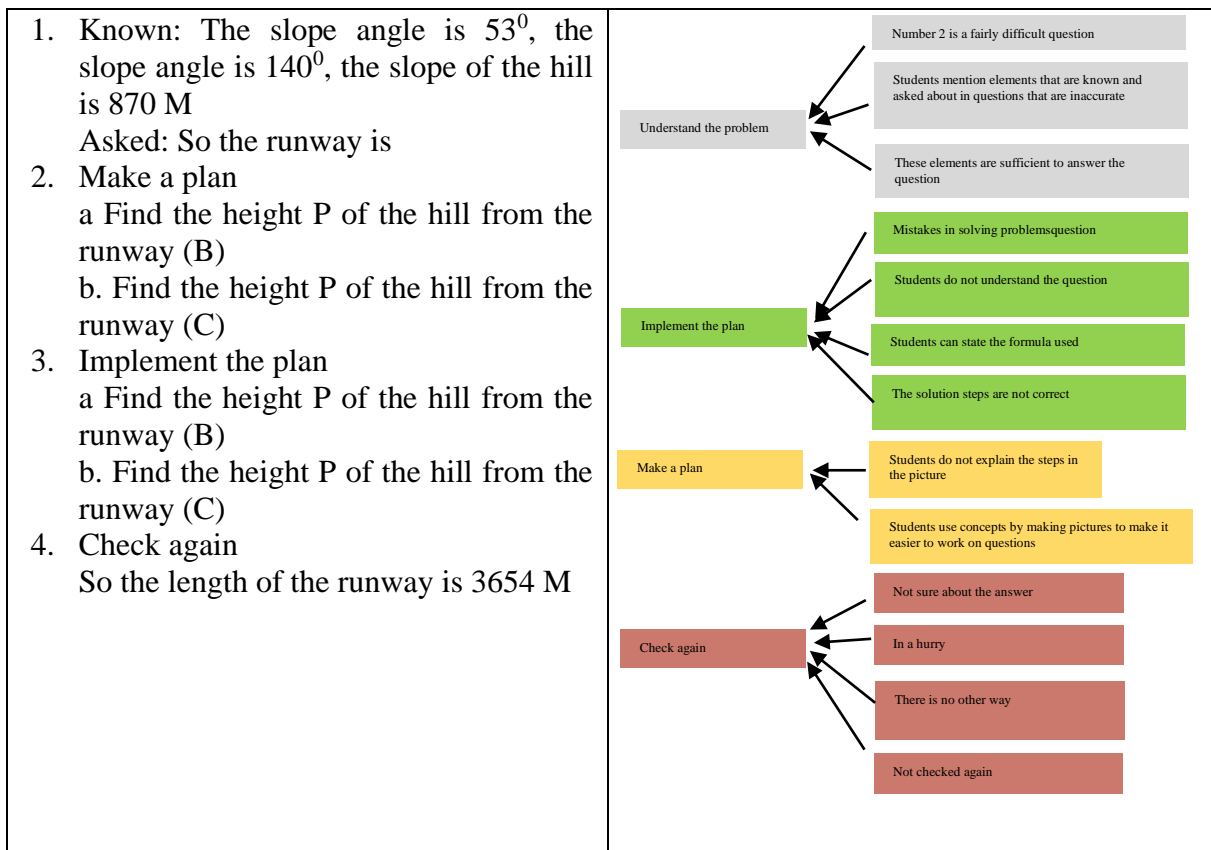 1. Known: The slope angle is 53⁰, the
slope angle is 140⁰, the slope of the hill
is 870 M
Asked: So the runway is
2. Make a plan
a Find the height P of the hill from the
runway (B)
b. Find the height P of the hill from the
runway (C)
3. Implement the plan
a Find the height P of the hill from the
runway (B)
b. Find the height P of the hill from the
runway (C)
4. Check again
So the length of the runway is 3654 M
Understand the problem
Number 2 is a fairly difficult question
Students mention elements that are known and
asked about in questions that are inaccurate
These elements are sufficient to answer the
question
Implement the plan
Mistakes in solving problemsquestion
Students do not understand the question
Students can state the formula used
The solution steps are not correct
Make a plan
Students do not explain the steps in
the picture
Students use concepts by making pictures to make it
easier to work on questions
Check again
Not sure about the answer
In a hurry
There is no other way
Not checked again